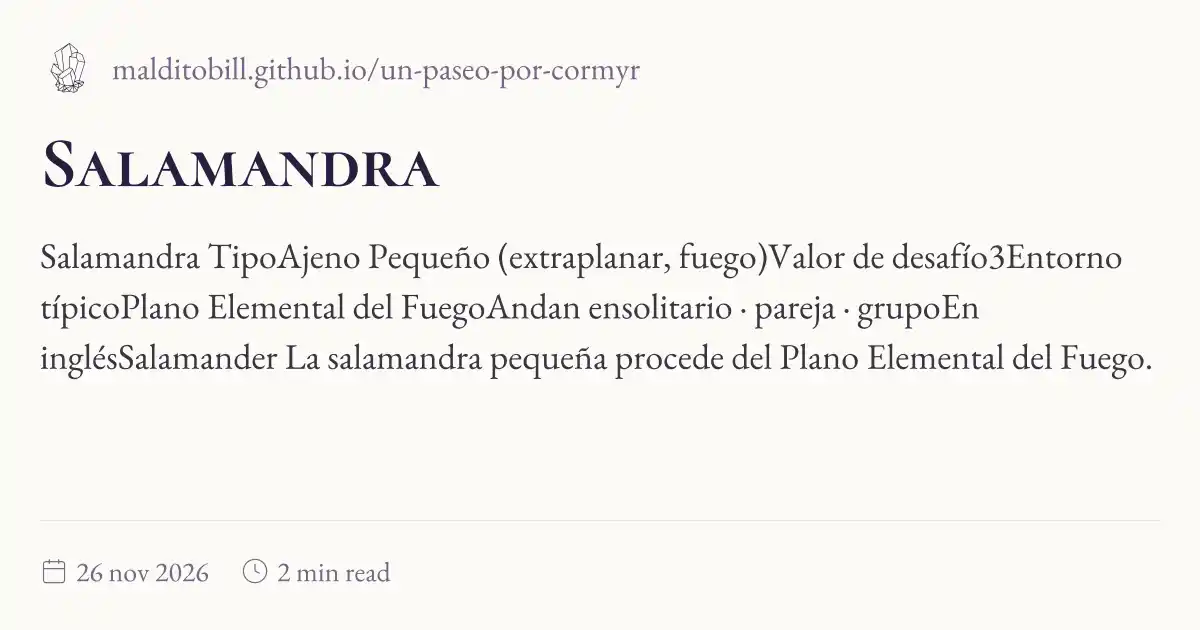 malditobill.github.io/un-paseo-por-cormyr
Salamandra
Salamandra TipoAjeno Pequeño (extraplanar, fuego)Valor de desafío3Entorno
típicoPlano Elemental del FuegoAndan ensolitario · pareja · grupoEn
inglésSalamander La salamandra pequeña procede del Plano Elemental del Fuego.
26 nov 2026 2 min read